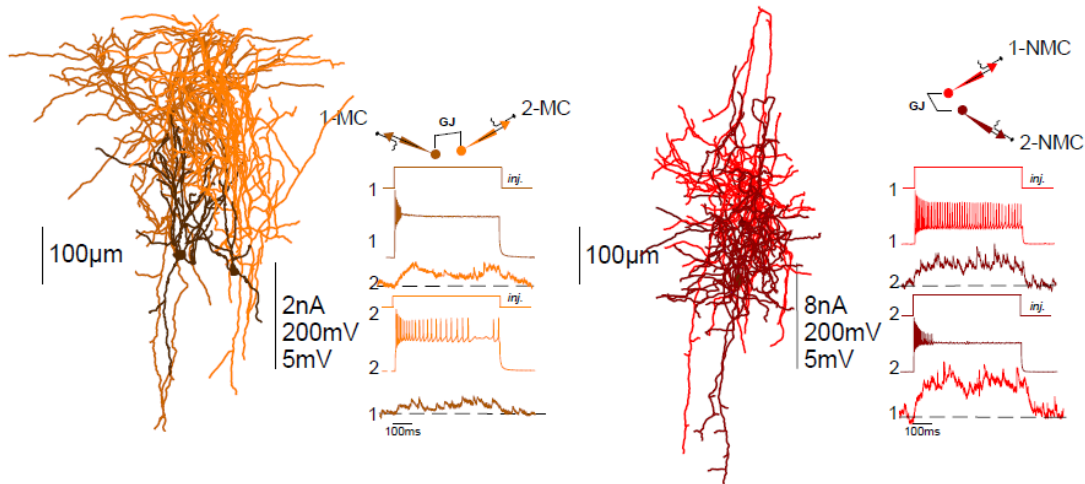 1-MC
GJ
2-MC
1
inj.
1
2
2
inj.
2
1
100ms
100µm
2nA
200mV
5mV
1-NMC
GJ
2-NMC
1
inj.
1
2
2
inj.
2
1
100ms
100µm
8nA
200mV
5mV